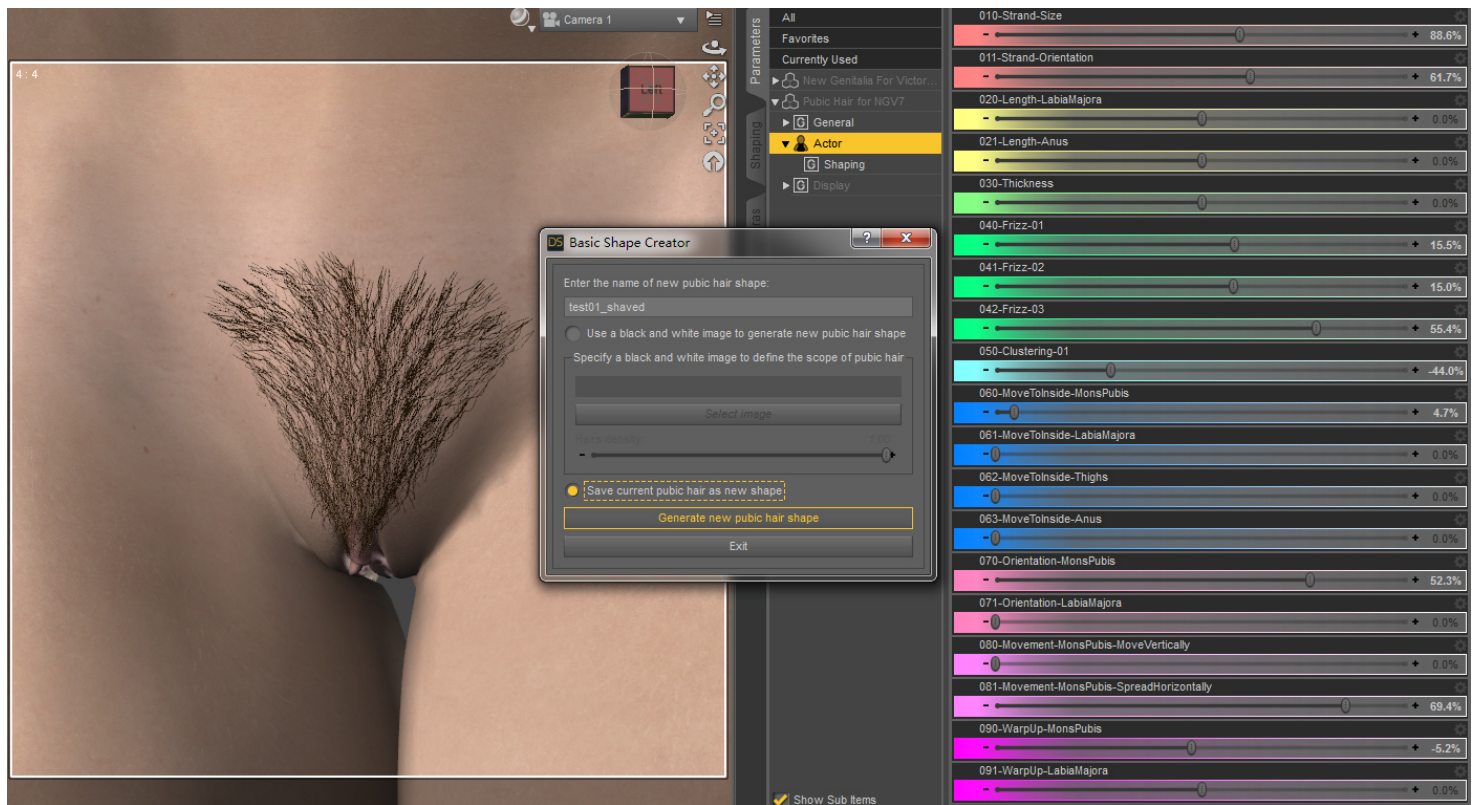 Camera 1
4 : 4
Left
Parameters
Shaping
All
Favorites
Currently Used
New Genitalia For Victor...
Pubic Hair for NGV7
G General
Actor
G Shaping
G Display
Show Sub Items
DS Basic Shape Creator
Enter the name of new pubic hair shape:
test01_shaved
Use a black and white image to generate new pubic hair shape
Specify a black and white image to define the scope of pubic hair
Select image
Save current pubic hair as new shape
Generate new pubic hair shape
Exit
010-Strand-Size
- + 88.6%
011-Strand-Orientation
- + 61.7%
020-Length-LabiaMajora
- + 0.0%
021-Length-Anus
- + 0.0%
030-Thickness
- + 0.0%
040-Frizz-01
- + 15.5%
041-Frizz-02
- + 15.0%
042-Frizz-03
- + 55.4%
050-Clustering-01
- + -44.0%
060-MoveToInside-MonsPubis
- + 4.7%
061-MoveToInside-LabiaMajora
- + 0.0%
062-MoveToInside-Thighs
- + 0.0%
063-MoveToInside-Anus
- + 0.0%
070-Orientation-MonsPubis
- + 52.3%
071-Orientation-LabiaMajora
- + 0.0%
080-Movement-MonsPubis-MoveVertically
- + 0.0%
081-Movement-MonsPubis-SpreadHorizontally
- + 69.4%
090-WarpUp-MonsPubis
- + -5.2%
091-WarpUp-LabiaMajora
- + 0.0%